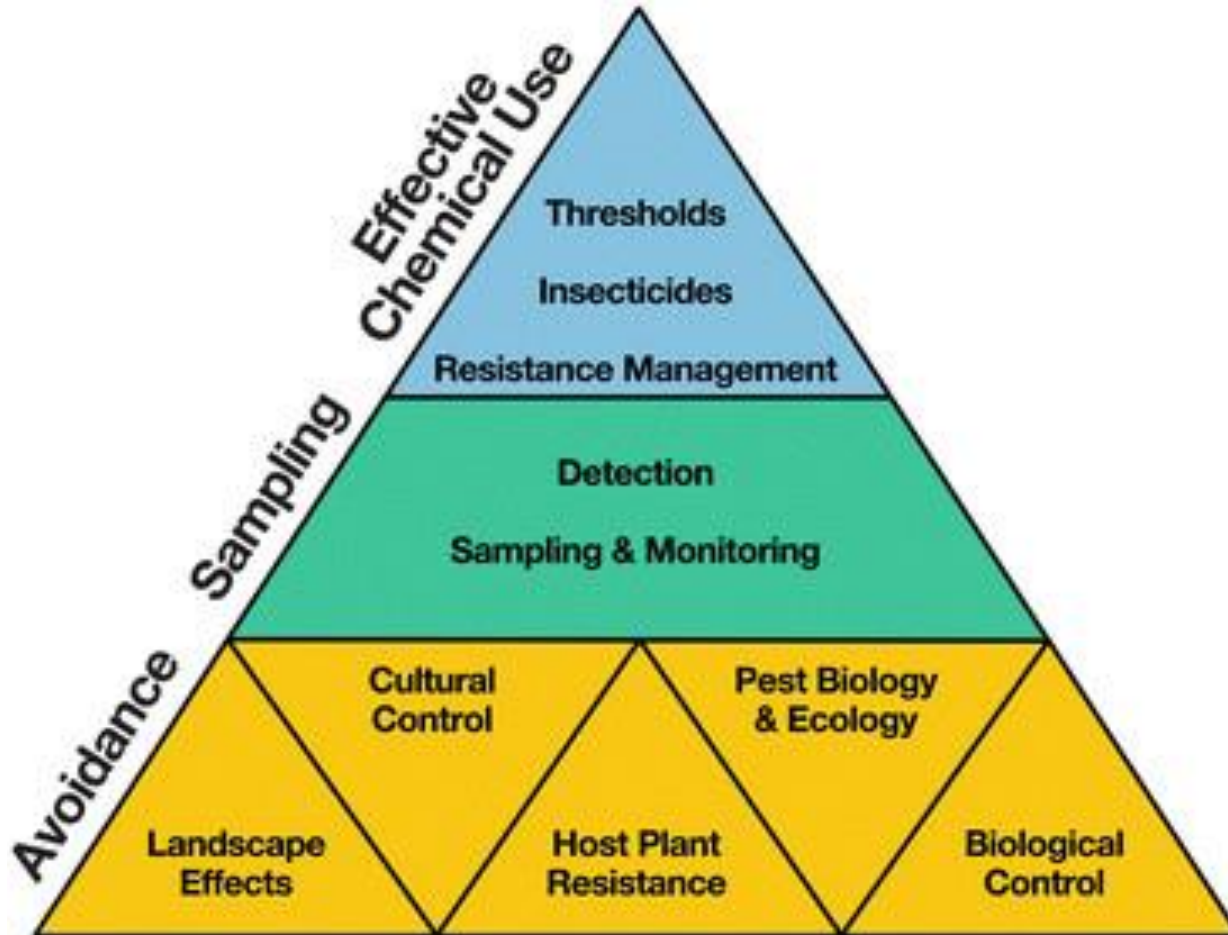 Effective
Chemical Use
Thresholds
Insecticides
Resistance Management
Sampling
Detection
Sampling & Monitoring
Avoidance
Cultural
Control
Pest Biology
& Ecology
Landscape
Effects
Host Plant
Resistance
Biological
Control